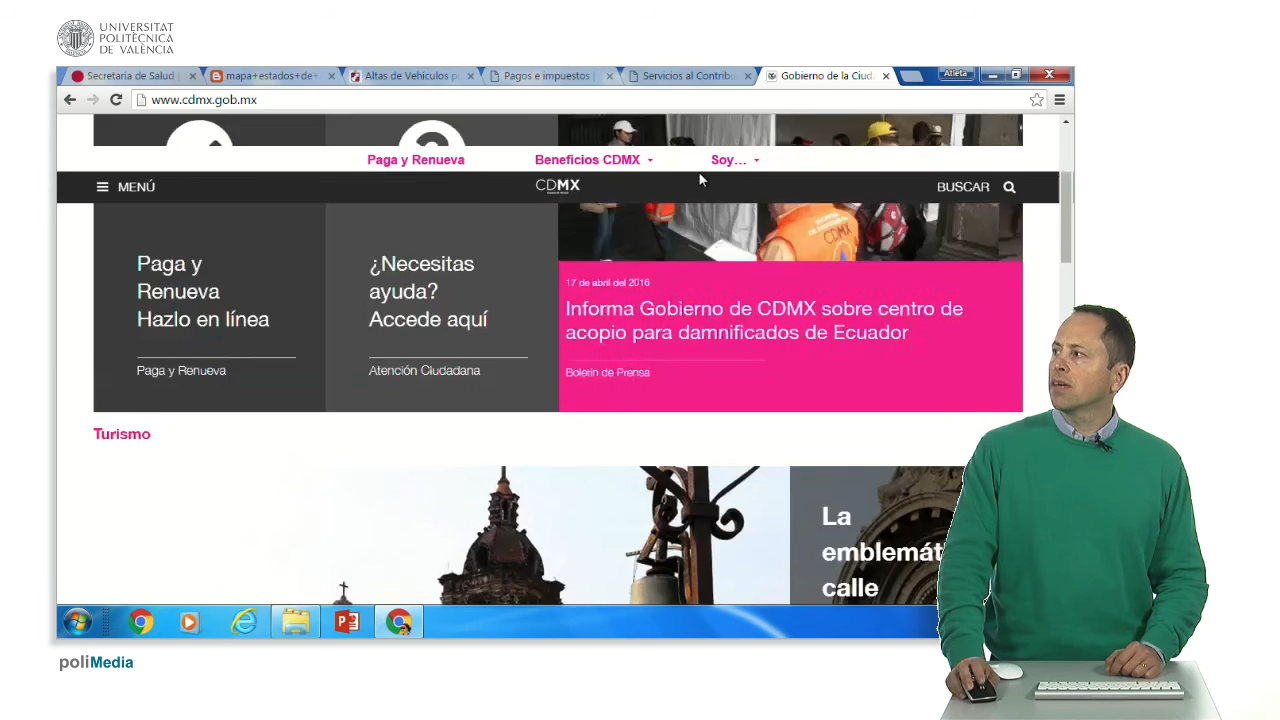 UNIVERSITAT
POLITÈCNICA
DE VALÈNCIA
Secretaria de Salud
mapa+estados+de+
Altas de Vehículos p
Pagos e impuestos
Servicios al Contribu
Gobierno de la Ciud
Atleta
www.cdmx.gob.mx
Paga y Renueva
Beneficios CDMX
Soy...
MENÚ
CDMX
BUSCAR
CDMX
Paga y
Renueva
Hazlo en línea
Paga y Renueva
¿Necesitas
ayuda?
Accede aquí
Atención Ciudadana
17 de abril del 2016
Informa Gobierno de CDMX sobre centro de
acopio para damnificados de Ecuador
Boletín de Prensa
Turismo
La
emblemát
calle
poliMedia